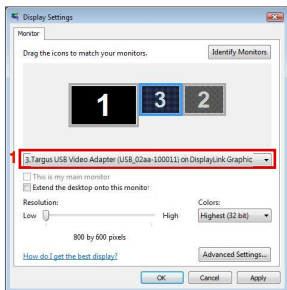 Display Settings
Monitor
Drag the icons to match your monitors.
Identify Monitors
1
3
2
1
3.Targus USB Video Adapter (USB_02aa-100011) on DisplayLink Graphic
This is my main monitor
Extend the desktop onto this monitor
Resolution:
Colors:
Low
High
Highest (32 bit)
800 by 600 pixels
How do I get the best display?
Advanced Settings...
OK
Cancel
Apply